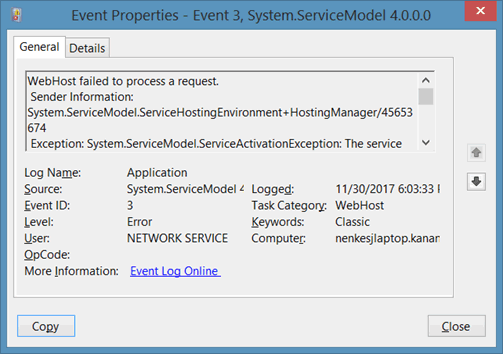 Event Properties - Event 3, System.ServiceModel 4.0.0.0
General Details
WebHost failed to process a request.
Sender Information:
System.ServiceModel.ServiceHostingEnvironment+HostingManager/45653
674
Exception: System.ServiceModel.ServiceActivationException: The service
Log Name: Application
Source: System.ServiceModel 4 Logged: 11/30/2017 6:03:33 P
Event ID: 3 Task Category: WebHost
Level: Error Keywords: Classic
User: NETWORK SERVICE Computer: nenkesjlaptop.kanan
OpCode:
More Information: Event Log Online
Copy Close